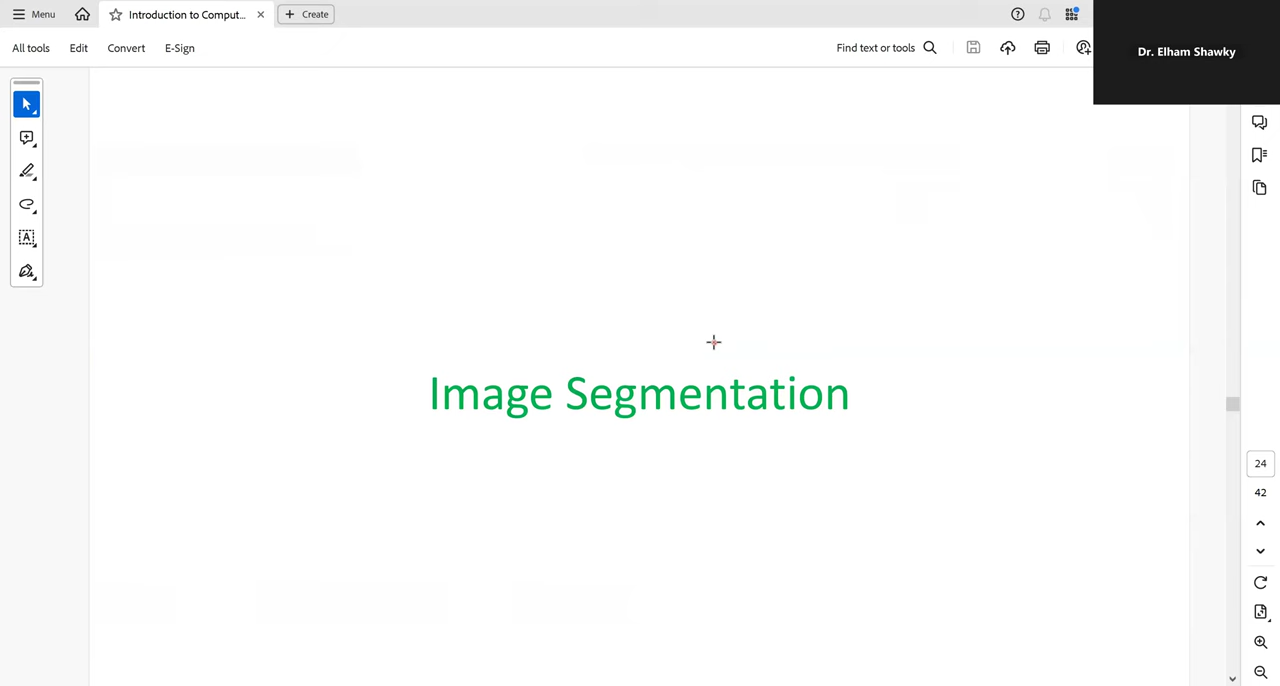 Menu
Introduction to Comput...
Create
All tools
Edit
Convert
E-Sign
Find text or tools
Dr. Elham Shawky
Image Segmentation
24
42